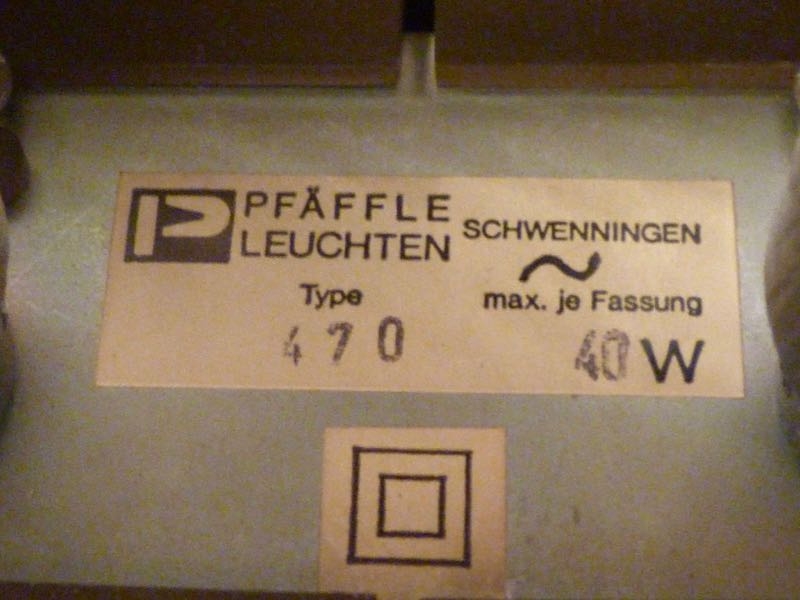 PFÄFFLE
LEUCHTEN
SCHWENNINGEN
Type
max. je Fassung
470
40 W